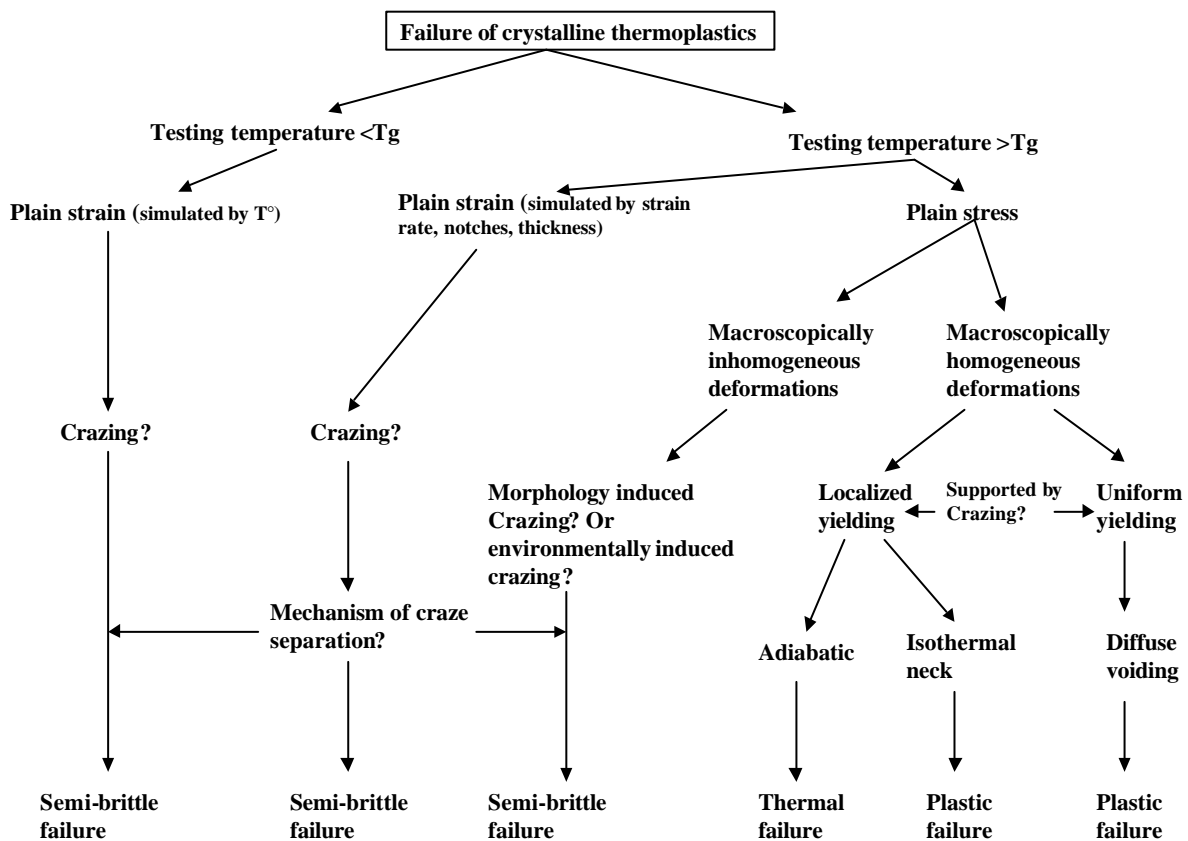 Failure of crystalline thermoplastics
Testing temperature <Tg
Testing temperature >Tg
Plain strain (simulated by T°)
Plain strain (simulated by strain
rate, notches, thickness)
Plain stress
Macroscopically
inhomogeneous
deformations
Macroscopically
homogeneous
deformations
Crazing?
Crazing?
Morphology induced
Crazing? Or
environmentally induced
crazing?
Localized
yielding
Supported by
Crazing?
Uniform
yielding
Mechanism of craze
separation?
Adiabatic
Isothermal
neck
Diffuse
voiding
Semi-brittle
failure
Semi-brittle
failure
Semi-brittle
failure
Thermal
failure
Plastic
failure
Plastic
failure